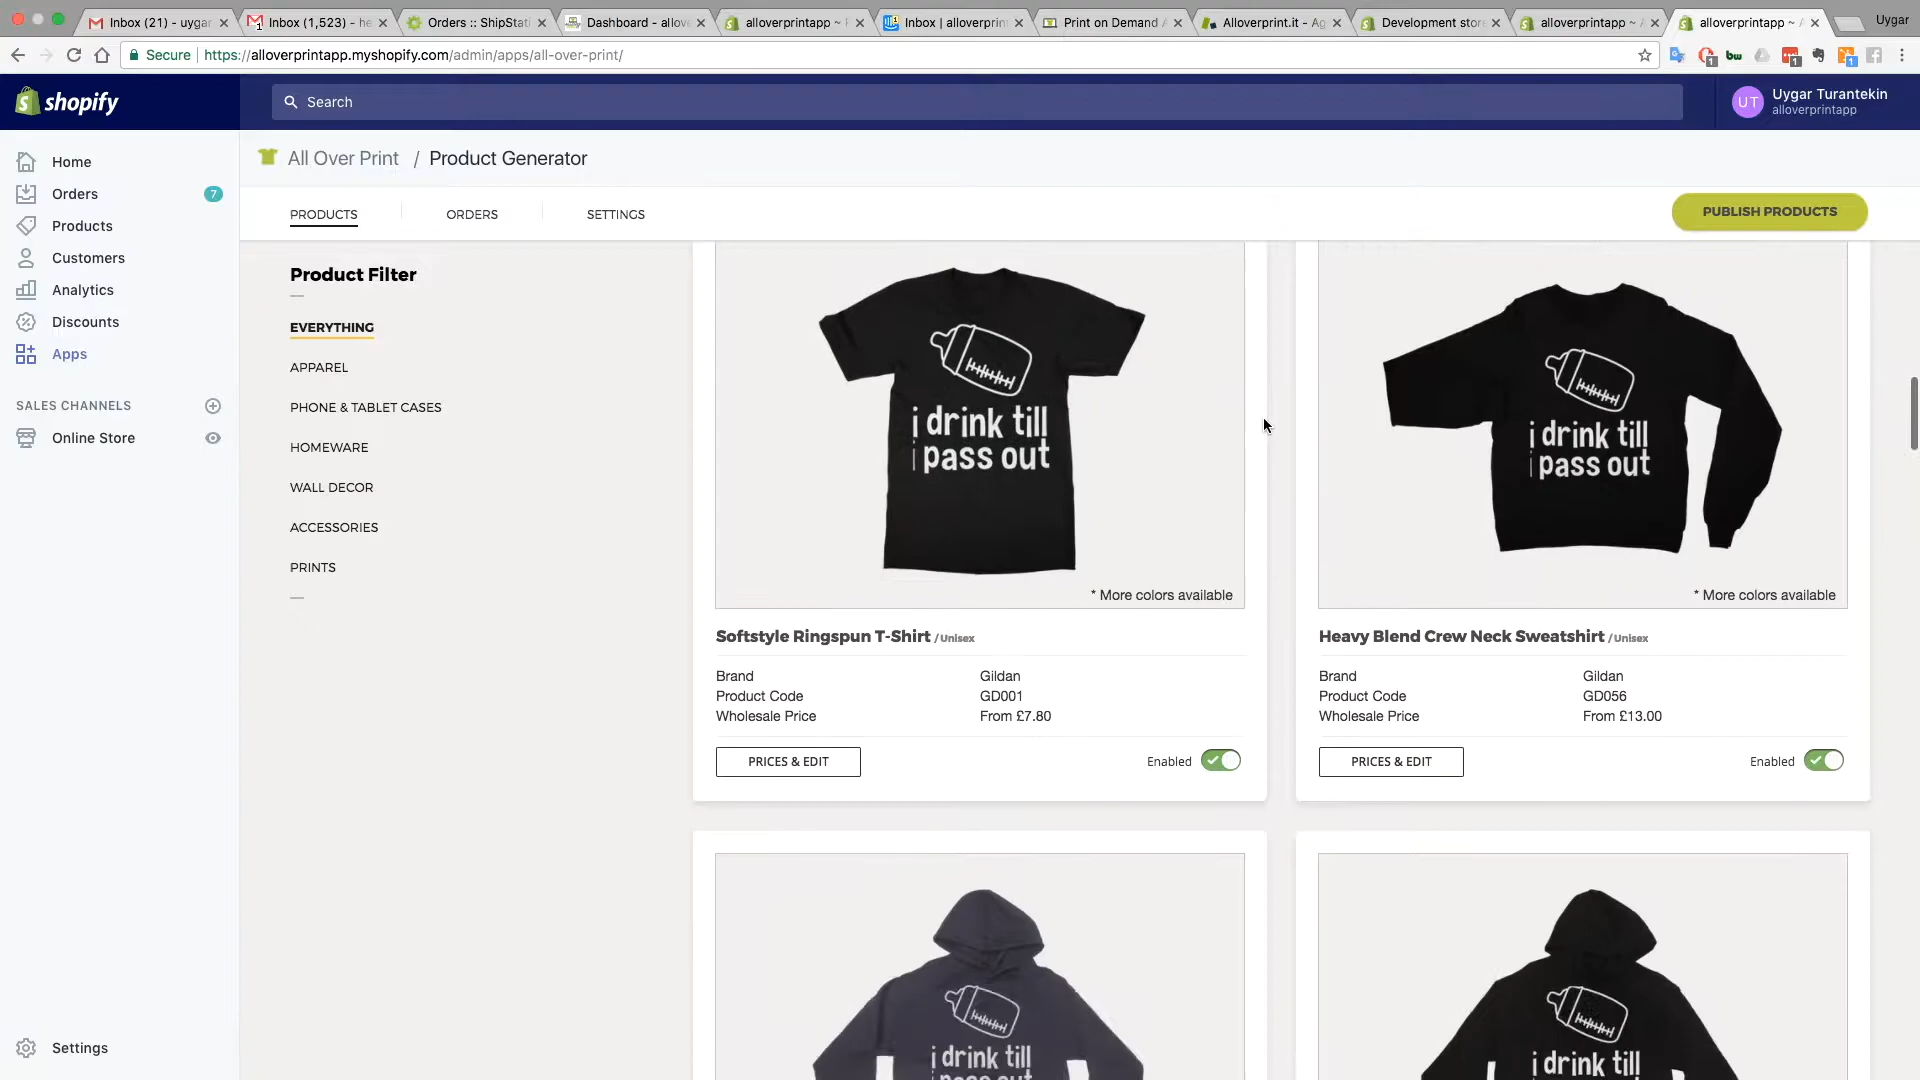 Inbox (21) - uygar
Inbox (1,523) - he
Orders :: ShipStati
Dashboard - allove
alloverprintapp ~ F
Inbox | alloverprin
Print on Demand A
Alloverprint.it - Ag
Development stor
alloverprintapp ~ A
alloverprintapp ~ A
Uygar
Secure
https://alloverprintapp.myshopify.com/admin/apps/all-over-print/
bw
1
1
1
shopify
Search
UT
Uygar Turantekin
alloverprintapp
Home
Orders
7
Products
Customers
Analytics
Discounts
Apps
SALES CHANNELS
Online Store
Settings
All Over Print / Product Generator
PRODUCTS
ORDERS
SETTINGS
PUBLISH PRODUCTS
Product Filter
EVERYTHING
APPAREL
PHONE & TABLET CASES
HOMEWARE
WALL DECOR
ACCESSORIES
PRINTS
i drink till
i pass out
* More colors available
Softstyle Ringspun T-Shirt / Unisex
Brand Gildan
Product Code GD001
Wholesale Price From £7.80
PRICES & EDIT
Enabled
i drink till
i pass out
* More colors available
Heavy Blend Crew Neck Sweatshirt / Unisex
Brand Gildan
Product Code GD056
Wholesale Price From £13.00
PRICES & EDIT
Enabled
i drink till
i drink till